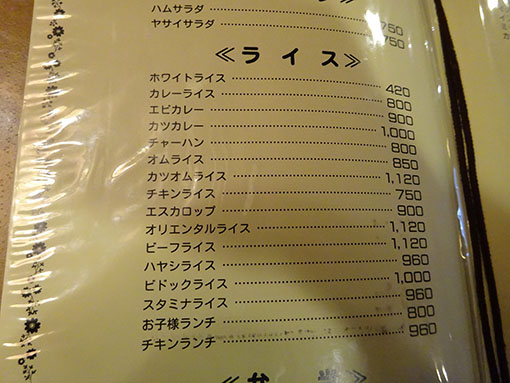 ハムサラダ 750
ヤサイサラダ 750
≪ラ イ ス≫
ホワイトライス 420
カレーライス 800
エビカレー 900
カツカレー 1,000
チャーハン 800
オムライス 850
カツオムライス 1,120
チキンライス 750
エスカロップ 900
オリエンタルライス 1,120
ビーフライス 1,120
ハヤシライス 960
ビドックライス 1,000
スタミナライス 960
お子様ランチ 800
チキンランチ 960